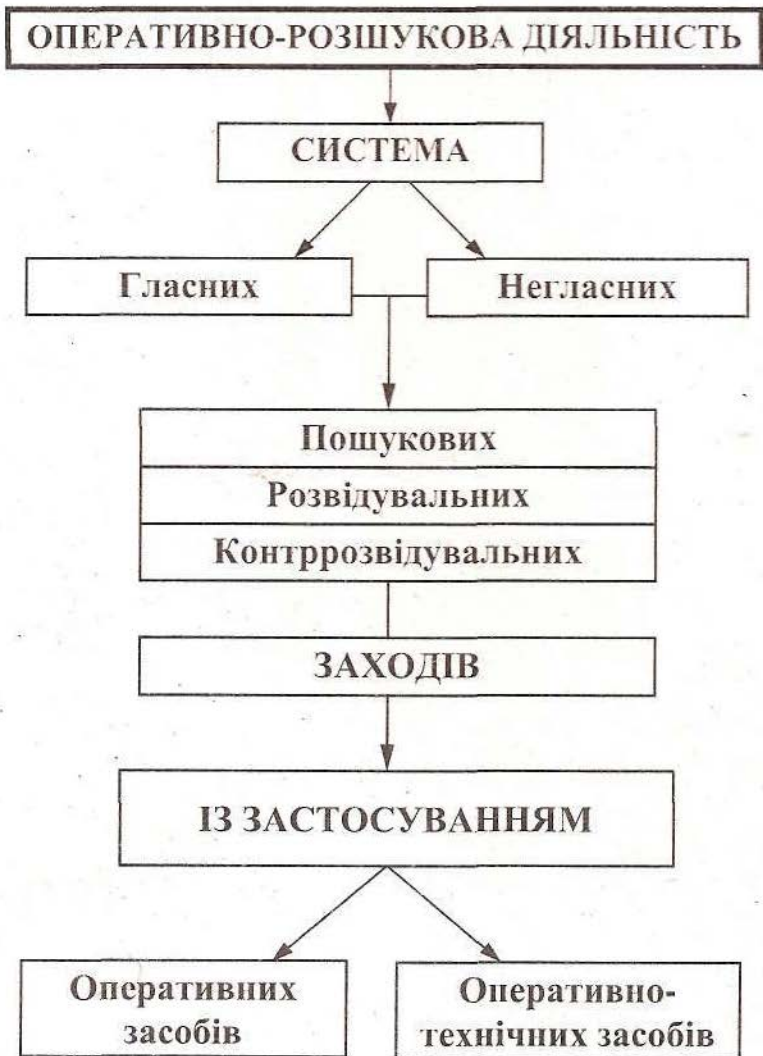 ОПЕРАТИВНО-РОЗШУКОВА ДІЯЛЬНІСТЬ
СИСТЕМА
Гласних
Негласних
Пошукових
Розвідувальних
Контррозвідувальних
ЗАХОДІВ
ІЗ ЗАСТОСУВАННЯМ
Оперативних
засобів
Оперативно-
технічних засобів